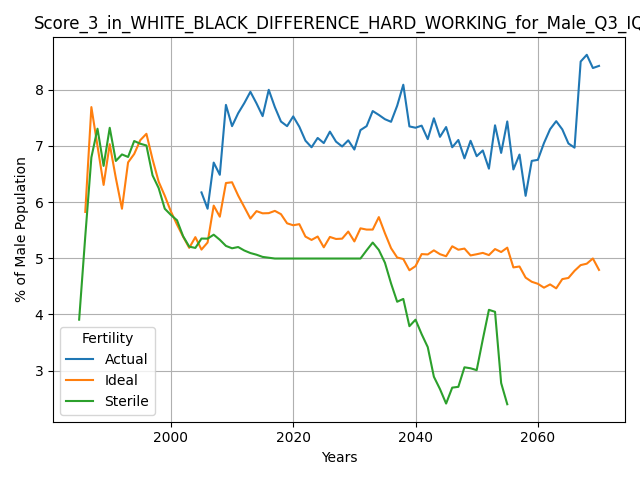 Score_3_in_WHITE_BLACK_DIFFERENCE_HARD_WORKING_for_Male_Q3_IQ
% of Male Population
8
7
6
5
4
3
Fertility
Actual
Ideal
Sterile
2000 2020 2040 2060
Years